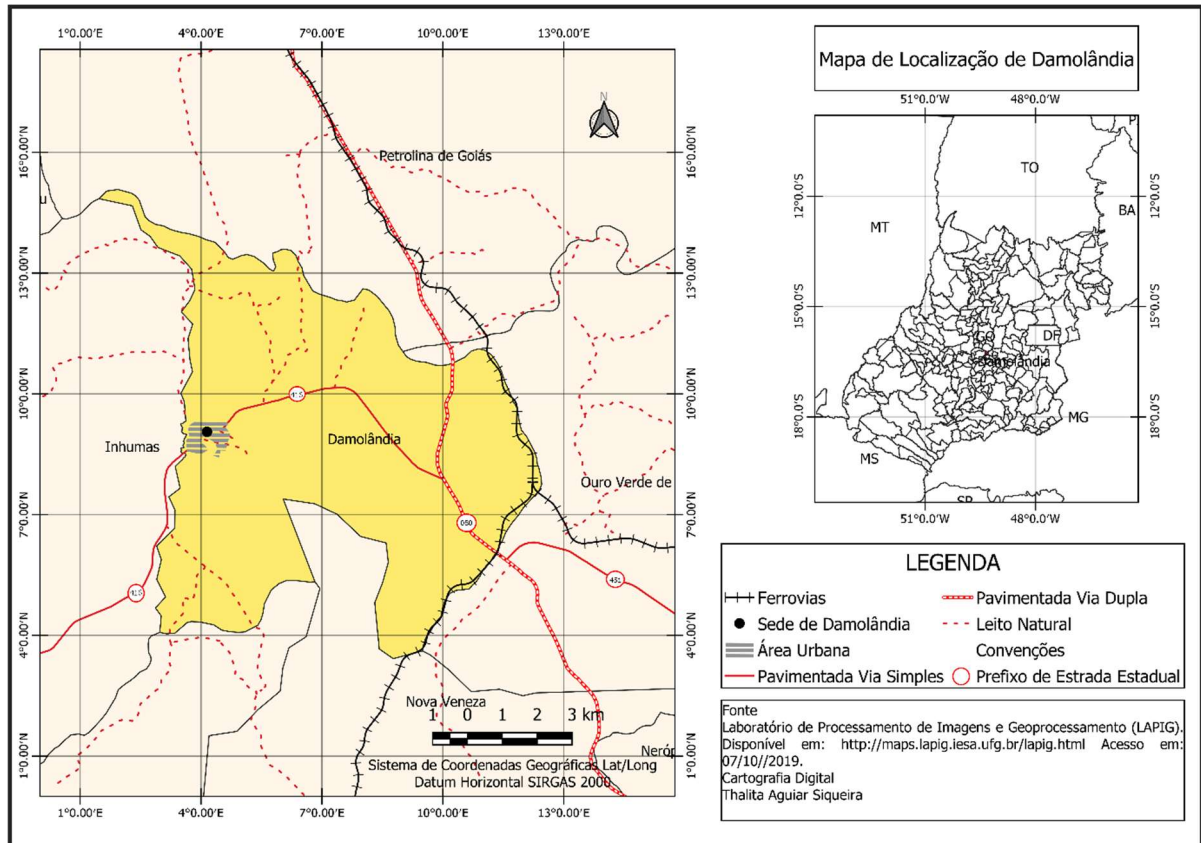 1°0.00'E 4°0.00'E 7°0.00'E 10°0.00'E 13°0.00'E
16°0.00'N 16°0.00'N
13°0.00'N 13°0.00'N
10°0.00'N 10°0.00'N
7°0.00'N 7°0.00'N
4°0.00'N 4°0.00'N
1°0.00'N 1°0.00'N
N
Petrolina de Goiás
u
415
Inhumas
Damolândia
Ouro Verde de
415
431
Nova Veneza
1 0 1 2 3 km
Neróp
Sistema de Coordenadas Geográficas Lat/Long
Datum Horizontal SIRGAS 2000
1°0.00'E 4°0.00'E 7°0.00'E 10°0.00'E 13°0.00'E
Mapa de Localização de Damolândia
51°0.0'W 48°0.0'W
12°0.0'S 12°0.0'S
15°0.0'S 15°0.0'S
18°0.0'S 18°0.0'S
P
TO
BA
MT
GO
DF
Damolândia
MG
MS
SP
51°0.0'W 48°0.0'W
LEGENDA
Ferrovias
Sede de Damolândia
Área Urbana
Pavimentada Via Simples
Pavimentada Via Dupla
Leito Natural
Convenções
Prefixo de Estrada Estadual
Fonte
Laboratório de Processamento de Imagens e Geoprocessamento (LAPIG).
Disponível em: http://maps.lapig.iesa.ufg.br/lapig.html Acesso em:
07/10//2019.
Cartografia Digital
Thalita Aguiar Siqueira